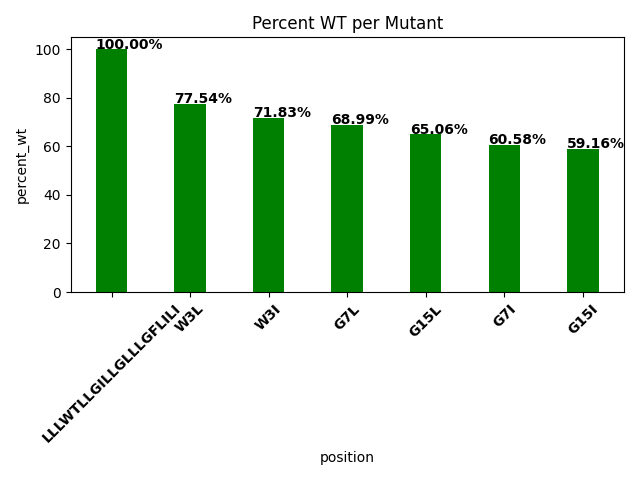 Percent WT per Mutant
percent_wt
100
80
60
40
20
0
100.00%
77.54%
71.83%
68.99%
65.06%
60.58%
59.16%
LLLWTLLGILLGLLLGFLILI
W3L
W3I
G7L
G15L
G7I
G15I
position